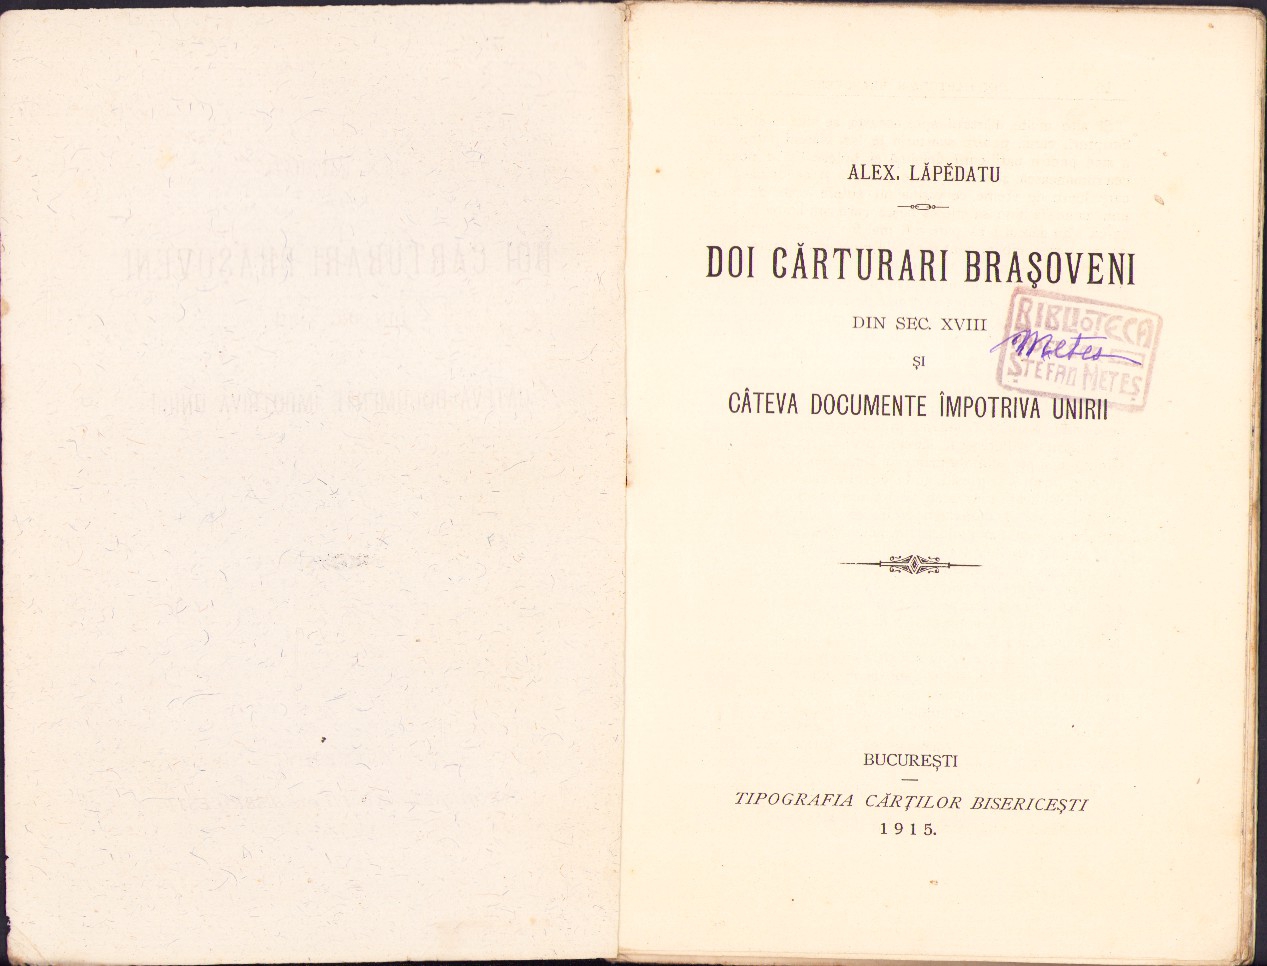 ALEX. LĂPĔDATU
DOI CĂRTURARI BRAŞOVENI
DIN SEC. XVIII
ŞI
CÂTEVA DOCUMENTE ÎMPOTRIVA UNIRII
BIBLIOTECA
Metes
ŞTEFAN METEŞ
BUCUREŞTI
TIPOGRAFIA CĂRŢILOR BISERICEŞTI
1915.